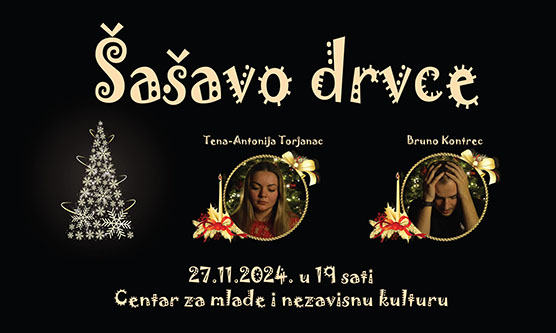 Šašavo drvce
Tena-Antonija Torjanac
Bruno Kontrec
27.11.2024. u 19 sati
Centar za mlade i nezavisnu kulturu